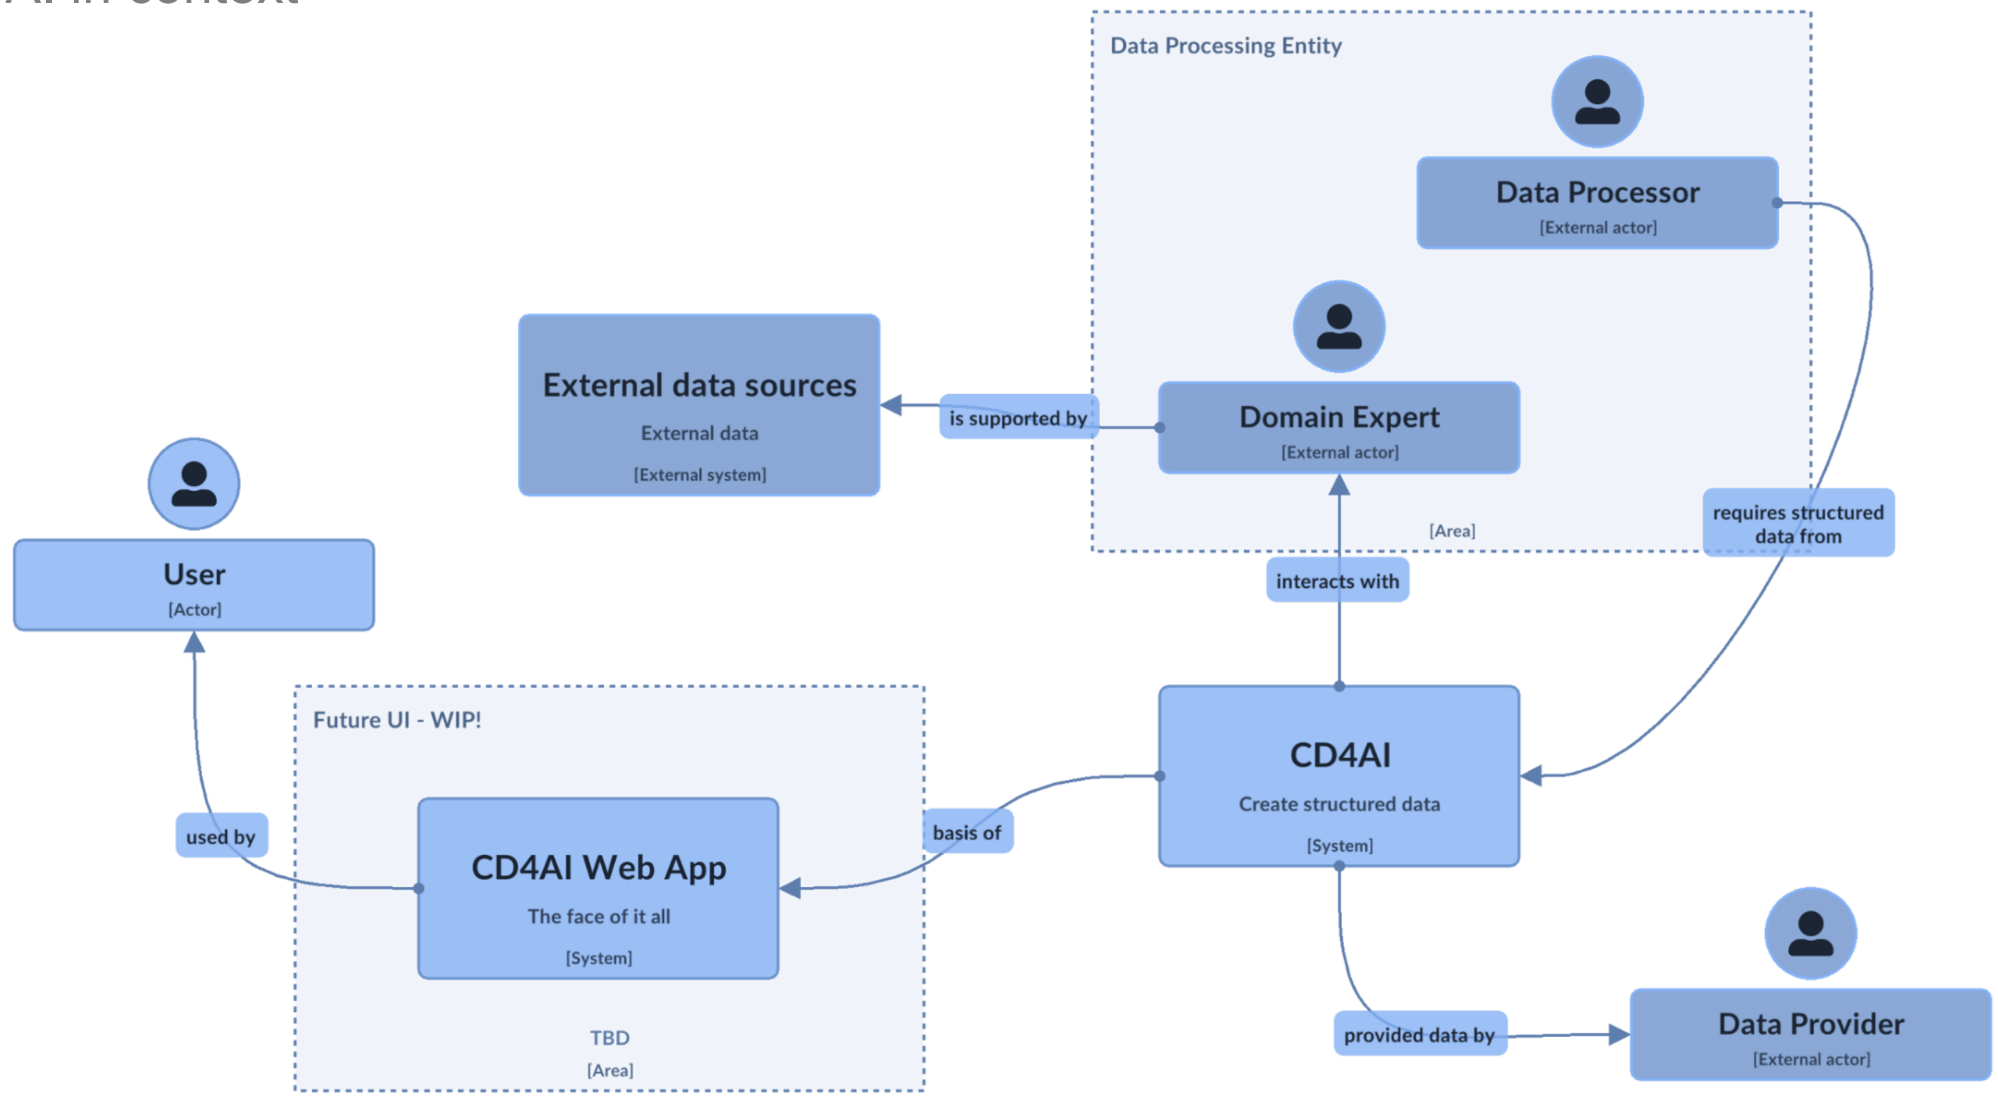 in context
Data Processing Entity
Data Processor
[External actor]
External data sources
External data
[External system]
is supported by
Domain Expert
[External actor]
[Area]
requires structured
data from
interacts with
User
[Actor]
used by
Future UI - WIP!
CD4AI Web App
The face of it all
[System]
TBD
[Area]
basis of
CD4AI
Create structured data
[System]
provided data by
Data Provider
[External actor]